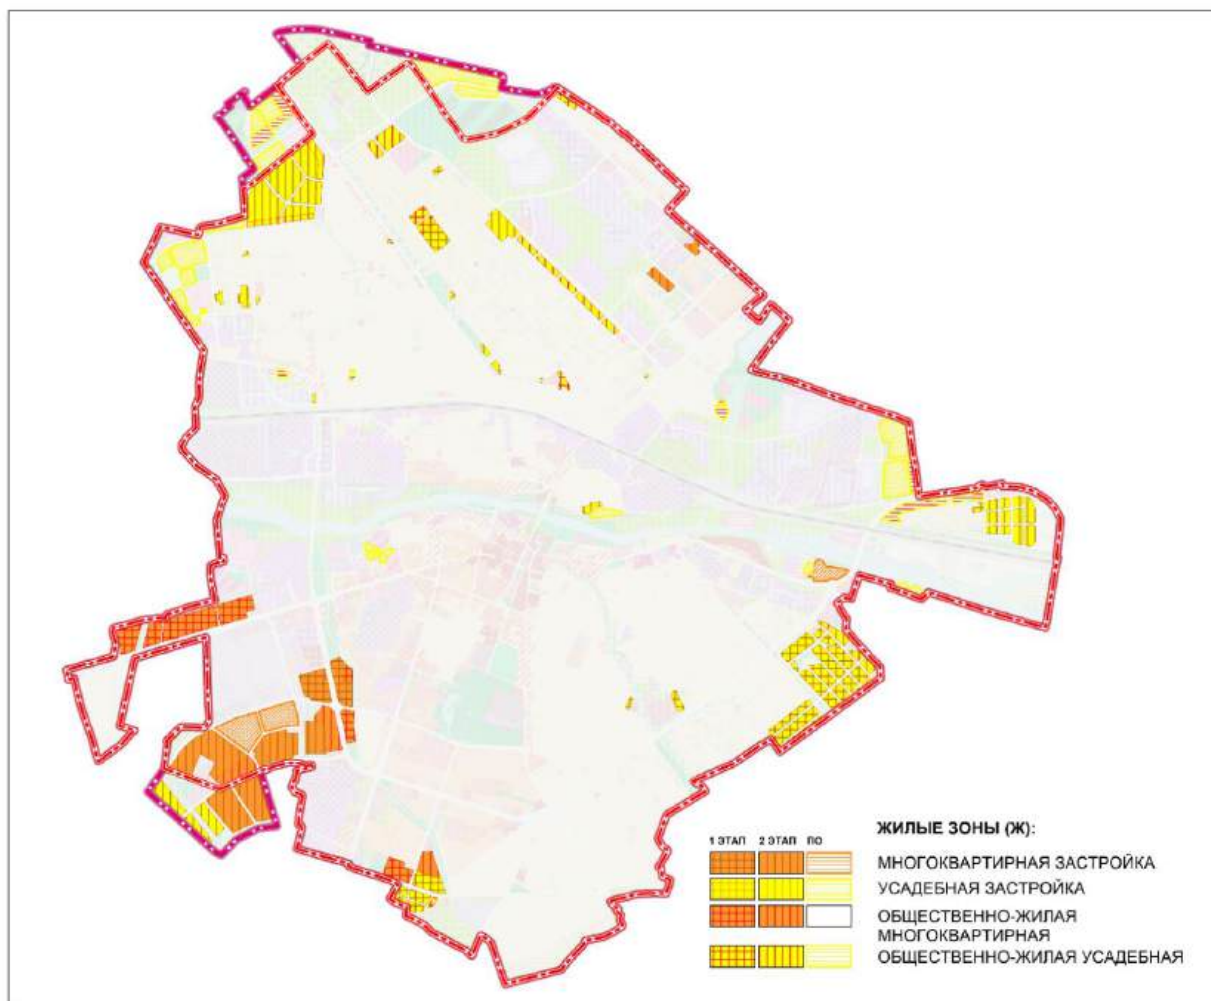 ЖИЛЫЕ ЗОНЫ (Ж):
1 ЭТАП 2 ЭТАП ПО
МНОГОКВАРТИРНАЯ ЗАСТРОЙКА
УСАДЕБНАЯ ЗАСТРОЙКА
ОБЩЕСТВЕННО-ЖИЛАЯ
МНОГОКВАРТИРНАЯ
ОБЩЕСТВЕННО-ЖИЛАЯ УСАДЕБНАЯ